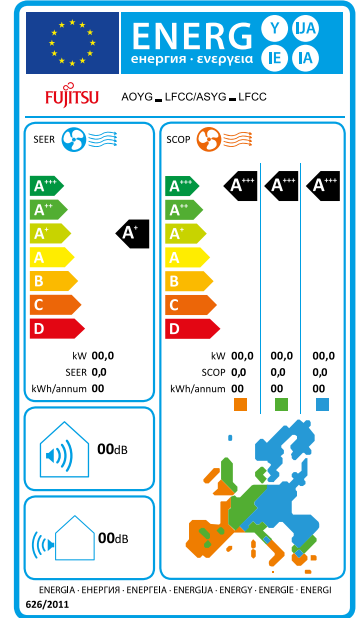 ENERG Y IJA
енергия · ενεργεια IE IA
FUJITSU AOYG _ LFCC/ASYG _ LFCC
SEER
SCOP
A+++ A+++ A+++ A+++ A+++
A++ A++
A+ A+ A+
A A
B B
C C
D D
kW 00,0
SEER 0,0
kWh/annum 00
kW 00,0 00,0 00,0
SCOP 0,0 0,0 0,0
kWh/annum 00 00 00
00dB
00dB
ENERGIA · ЕНЕРГИЯ · ΕΝΕΡΓΕΙΑ · ENERGIJA · ENERGY · ENERGIE · ENERGI
626/2011